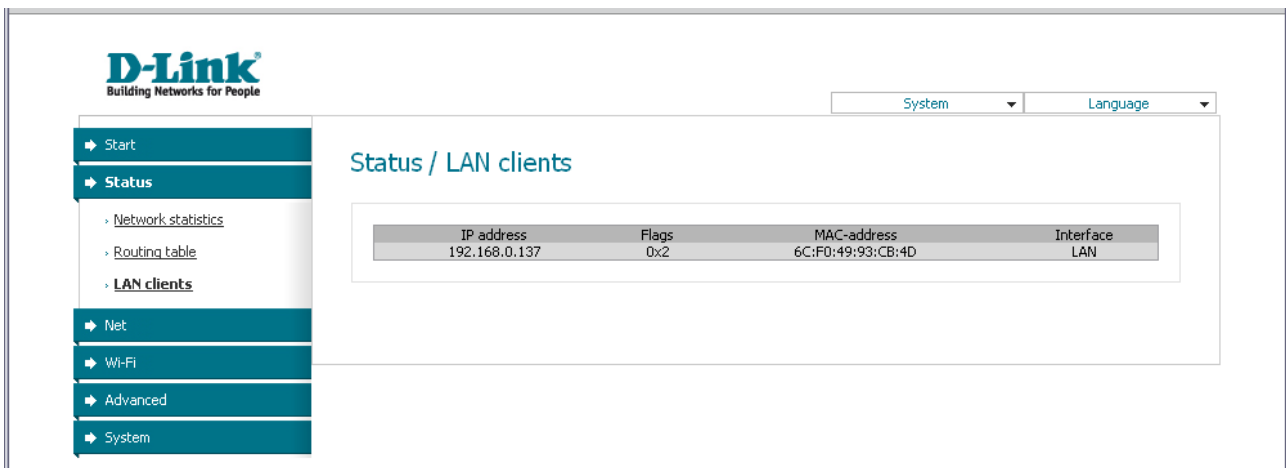 D-Link
Building Networks for People
System
Language
Start
Status
Network statistics
Routing table
LAN clients
Net
Wi-Fi
Advanced
System
Status / LAN clients
IP address Flags MAC-address Interface
192.168.0.137 0x2 6C:F0:49:93:CB:4D LAN